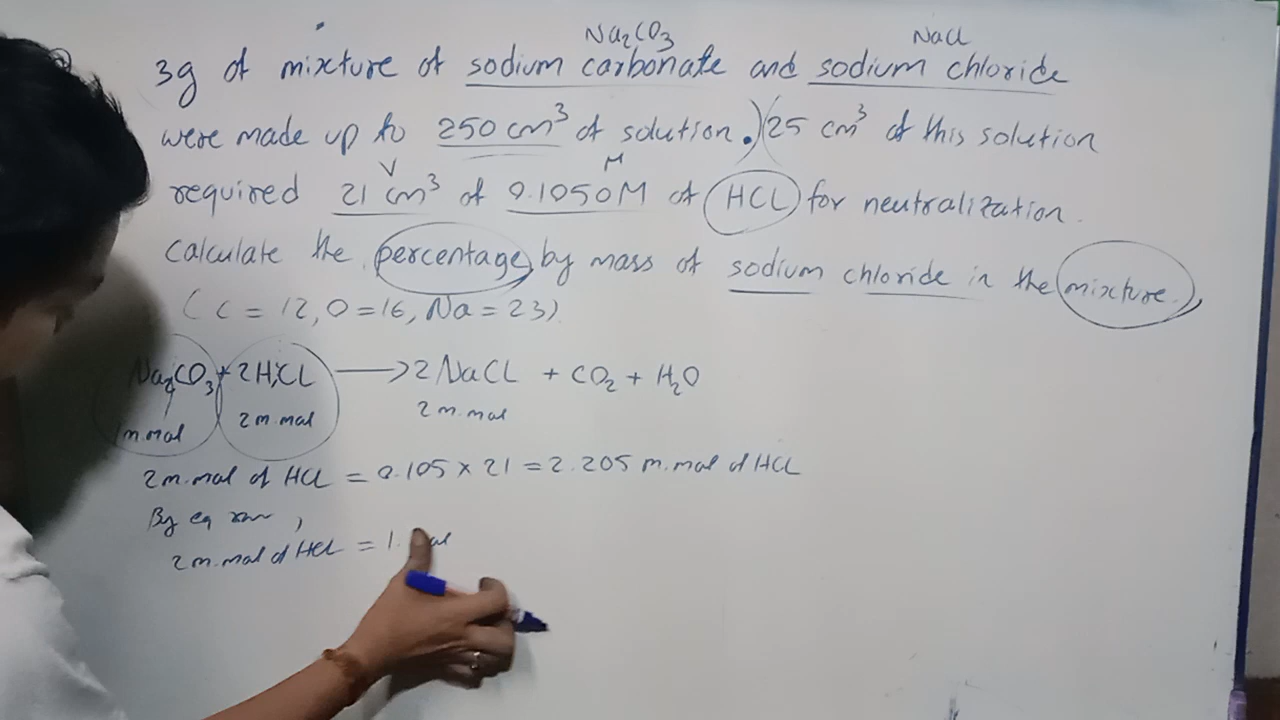 Na₂CO₃ NaCl
3g of mixture of sodium carbonate and sodium chloride
were made up to 250 cm³ of solution. 25 cm³ of this solution
V M
required 21 cm³ of 0.1050M of HCL for neutralization.
Calculate the percentage by mass of sodium chloride in the mixture.
( C = 12, O = 16, Na = 23)
Na₂CO₃ + 2HCL → 2 NaCL + CO₂ + H₂O
1m.mol 2m.mol 2m.mol
2m.mol of HCL = 0.105 × 21 = 2.205 m.mol of HCL
By eq
2m.mol of HCL = 1.